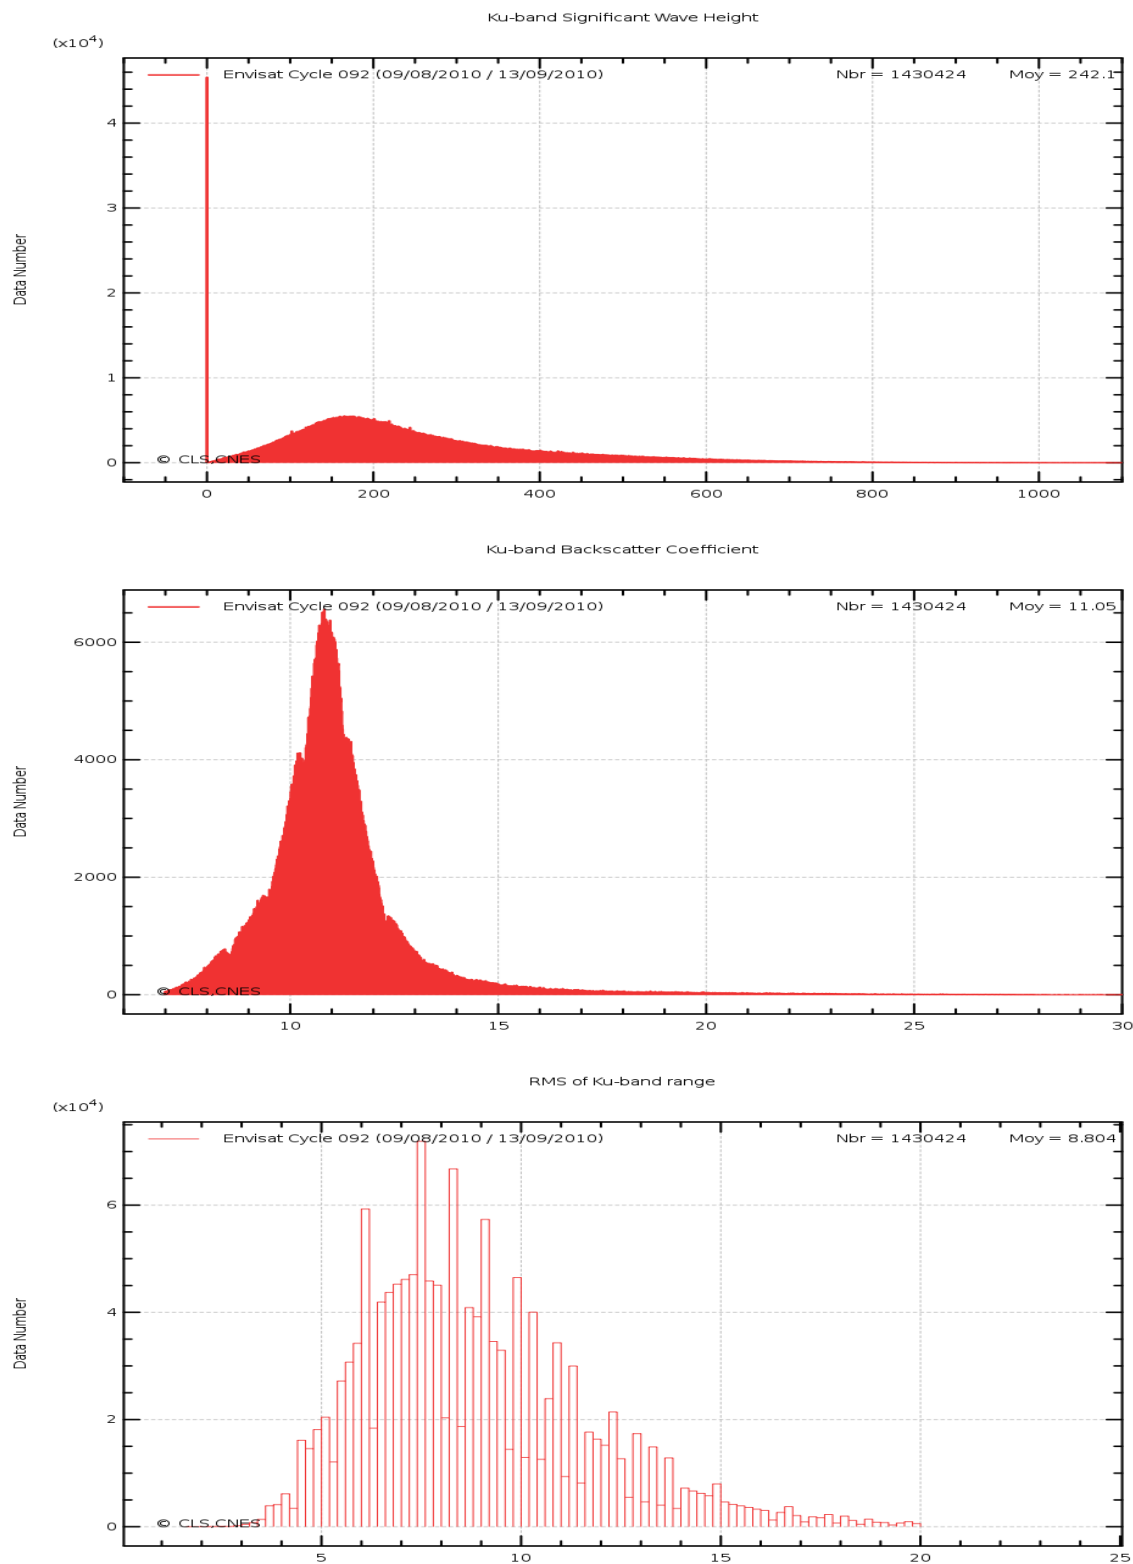 Ku-band Significant Wave Height
(x10⁴)
Envisat Cycle 092 (09/08/2010 / 13/09/2010) Nbr = 1430424 Moy = 242.1
4
3
2
1
0
Data Number
© CLS,CNES
0 200 400 600 800 1000
Ku-band Backscatter Coefficient
Envisat Cycle 092 (09/08/2010 / 13/09/2010) Nbr = 1430424 Moy = 11.05
6000
4000
2000
0
Data Number
© CLS,CNES
10 15 20 25 30
RMS of Ku-band range
(x10⁴)
Envisat Cycle 092 (09/08/2010 / 13/09/2010) Nbr = 1430424 Moy = 8.804
6
4
2
0
Data Number
© CLS,CNES
5 10 15 20 25